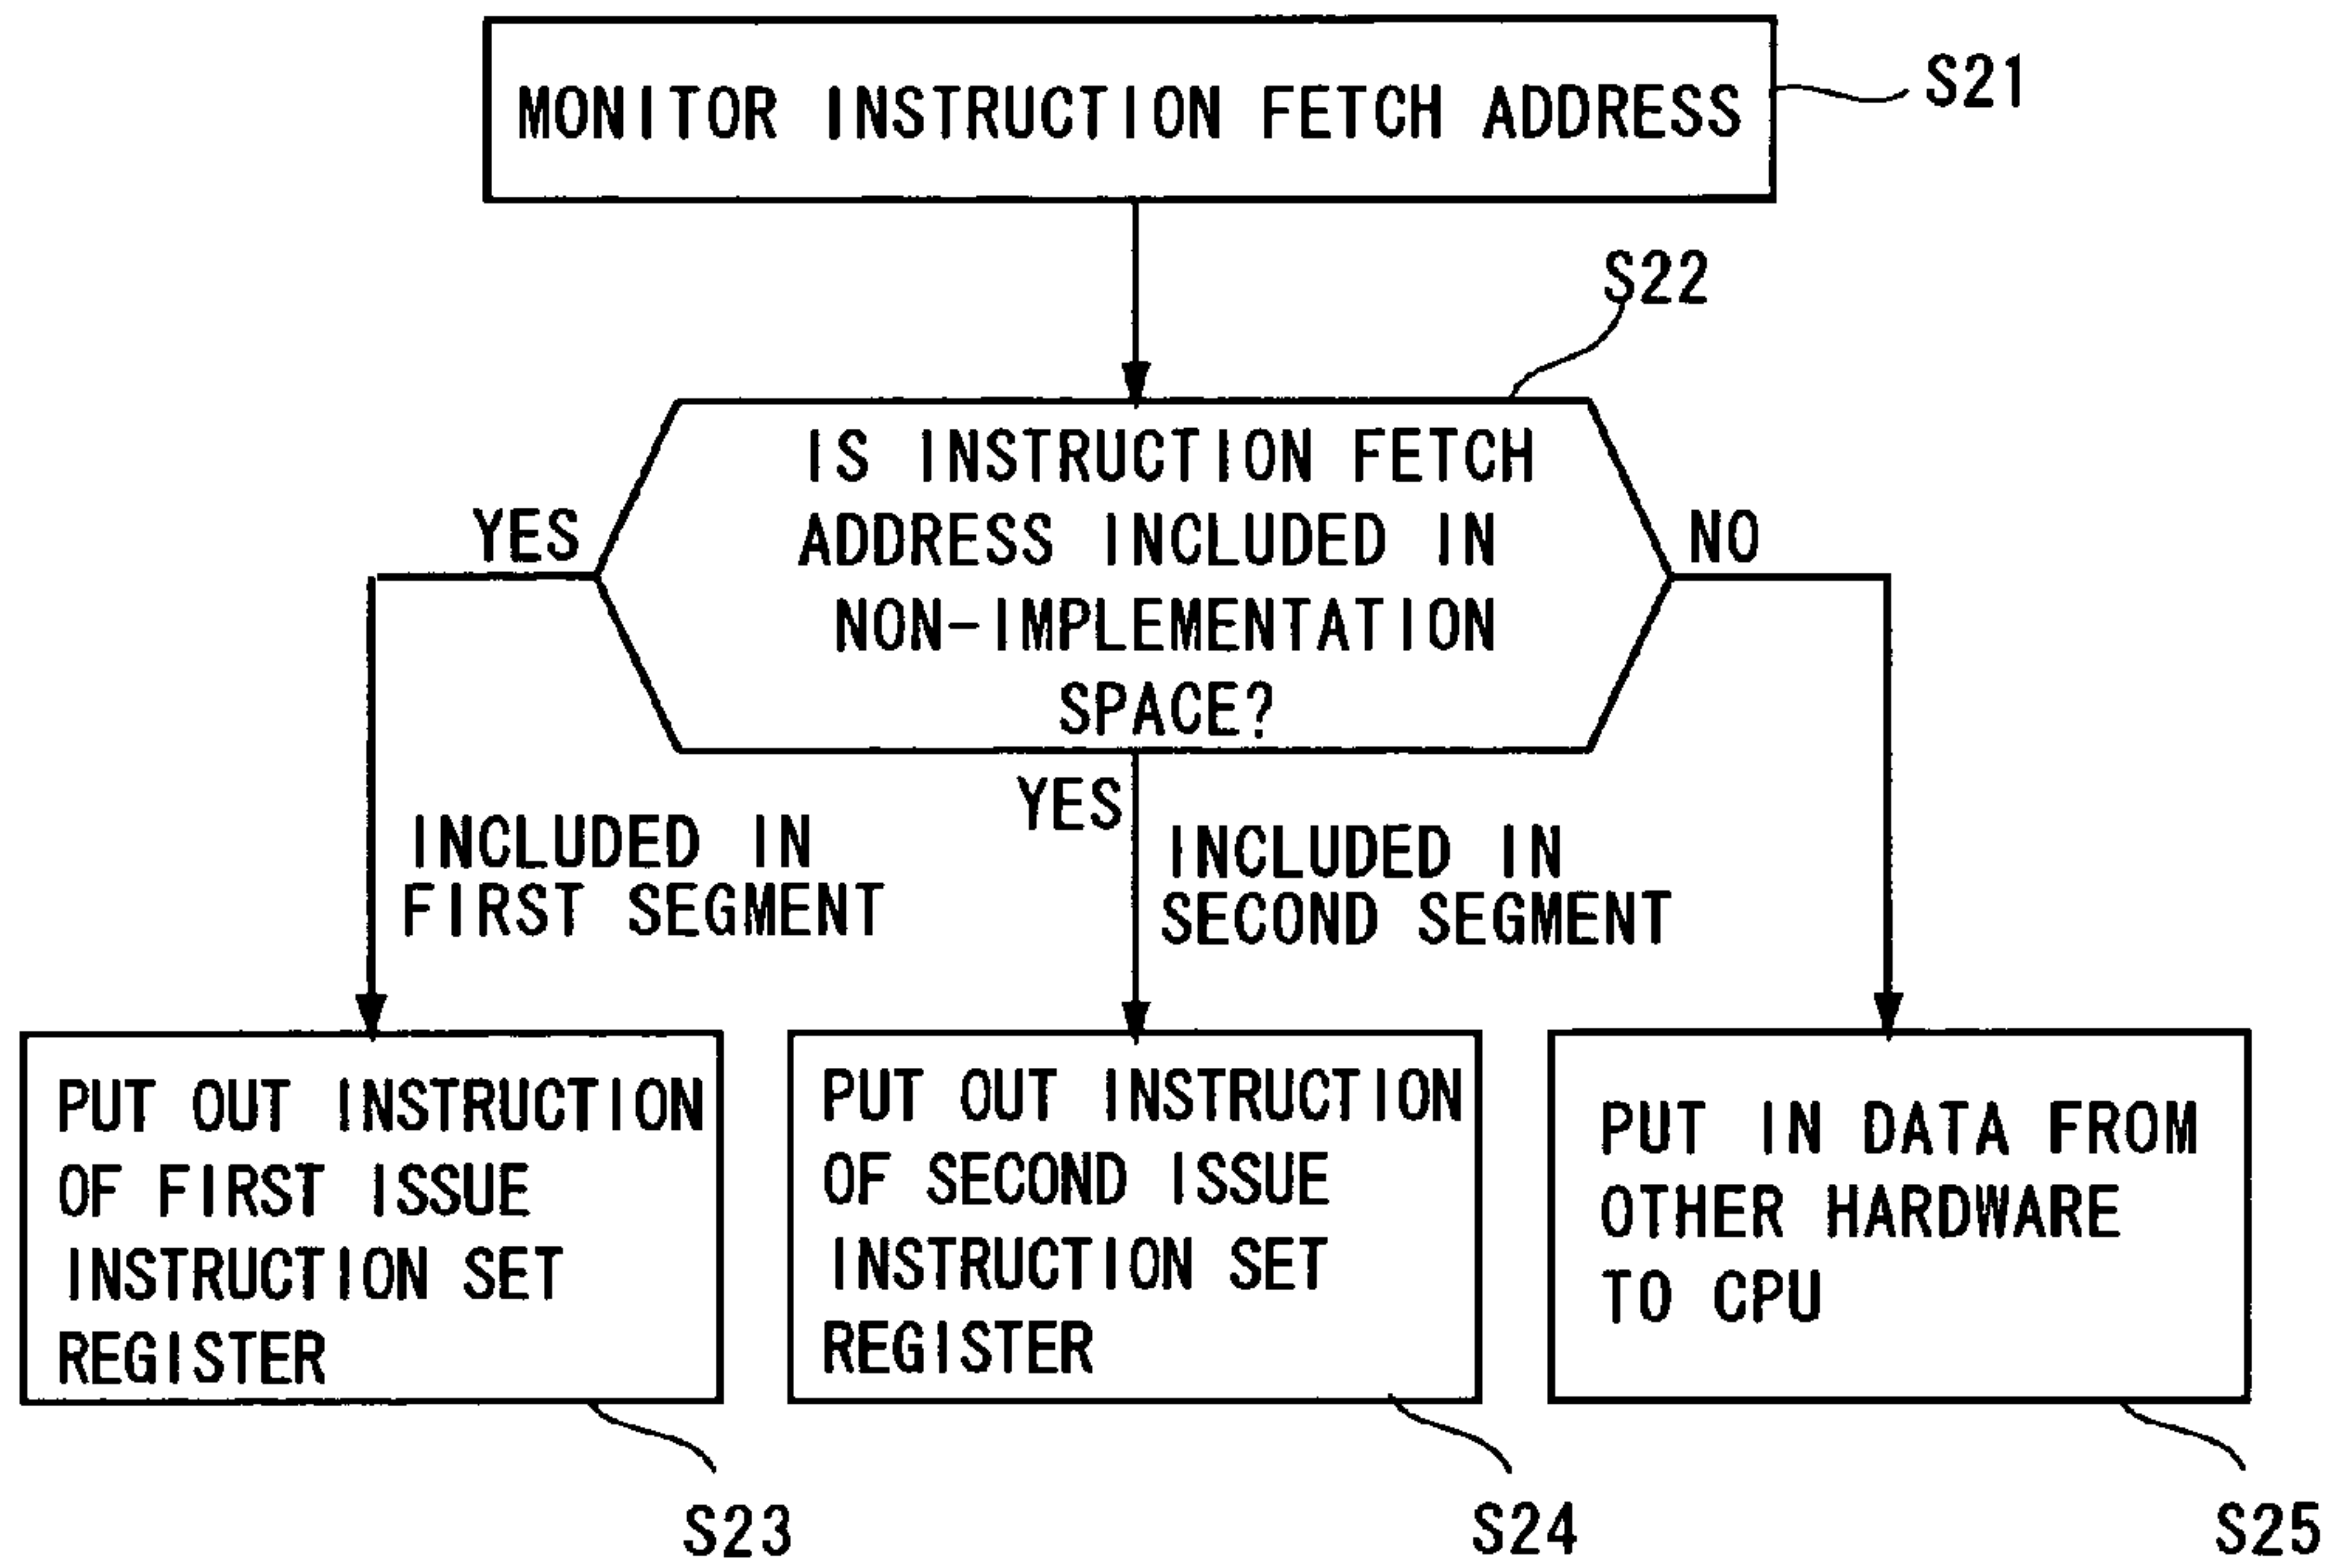 MONITOR INSTRUCTION FETCH ADDRESS
S21
S22
IS INSTRUCTION FETCH
ADDRESS INCLUDED IN
NON-IMPLEMENTATION
SPACE?
YES
NO
YES
INCLUDED IN
FIRST SEGMENT
INCLUDED IN
SECOND SEGMENT
PUT OUT INSTRUCTION
OF FIRST ISSUE
INSTRUCTION SET
REGISTER
PUT OUT INSTRUCTION
OF SECOND ISSUE
INSTRUCTION SET
REGISTER
PUT IN DATA FROM
OTHER HARDWARE
TO CPU
S23
S24
S25